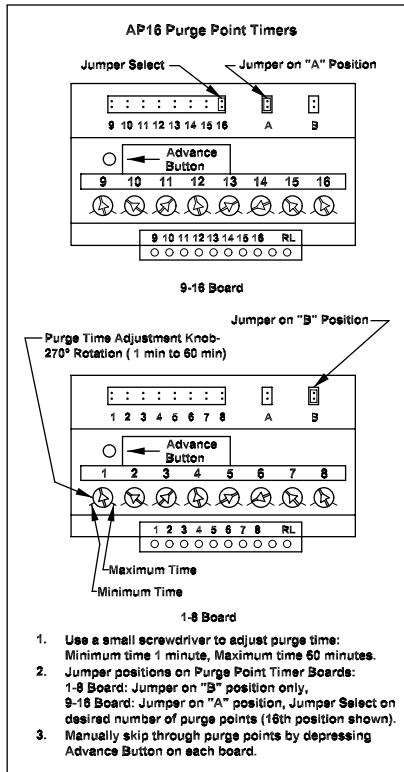 AP16 Purge Point Timers
Jumper Select
Jumper on "A" Position
9 10 11 12 13 14 15 16 A B
Advance
Button
9 10 11 12 13 14 15 16
9 10 11 12 13 14 15 16 RL
9-16 Board
Jumper on "B" Position
Purge Time Adjustment Knob-
270° Rotation ( 1 min to 60 min)
1 2 3 4 5 6 7 8 A B
Advance
Button
1 2 3 4 5 6 7 8
1 2 3 4 5 6 7 8 RL
Maximum Time
Minimum Time
1-8 Board
1. Use a small screwdriver to adjust purge time:
Minimum time 1 minute, Maximum time 60 minutes.
2. Jumper positions on Purge Point Timer Boards:
1-8 Board: Jumper on "B" position only,
9-16 Board: Jumper on "A" position, Jumper Select on
desired number of purge points (16th position shown).
3. Manually skip through purge points by depressing
Advance Button on each board.